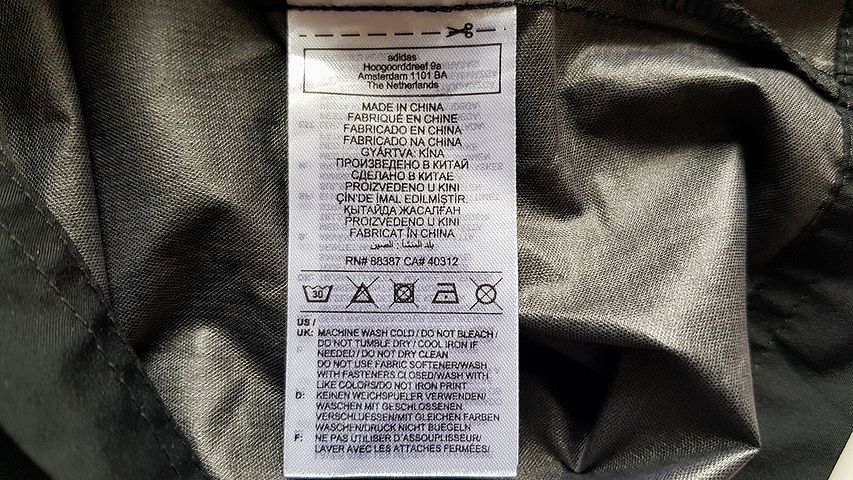 adidas
Hoogoorddreef 9a
Amsterdam 1101 BA
The Netherlands
MADE IN CHINA
FABRIQUÉ EN CHINE
FABRICADO EN CHINA
FABRICADO NA CHINA
GYÁRTVA: KÍNA
ПРОИЗВЕДЕНО В КИТАЙ
СДЕЛАНО В КИТАЕ
PROIZVEDENO U KINI
ÇİN'DE İMAL EDİLMİŞTİR.
ҚЫТАЙДА ЖАСАЛҒАН
PROIZVEDENO U KINI
FABRICAT ÎN CHINA
بلد المنشأ : الصين
RN# 88387 CA# 40312
30
US /
UK: MACHINE WASH COLD / DO NOT BLEACH /
DO NOT TUMBLE DRY / COOL IRON IF
NEEDED / DO NOT DRY CLEAN
DO NOT USE FABRIC SOFTENER/WASH
WITH FASTENERS CLOSED/WASH WITH
LIKE COLORS/DO NOT IRON PRINT
D: KEINEN WEICHSPÜLER VERWENDEN/
WASCHEN MIT GESCHLOSSENEN
VERSCHLÜSSEN/MIT GLEICHEN FARBEN
WASCHEN/DRUCK NICHT BUEGELN
F: NE PAS UTILISER D'ASSOUPLISEUR/
LAVER AVEC LES ATTACHES FERMÉES/